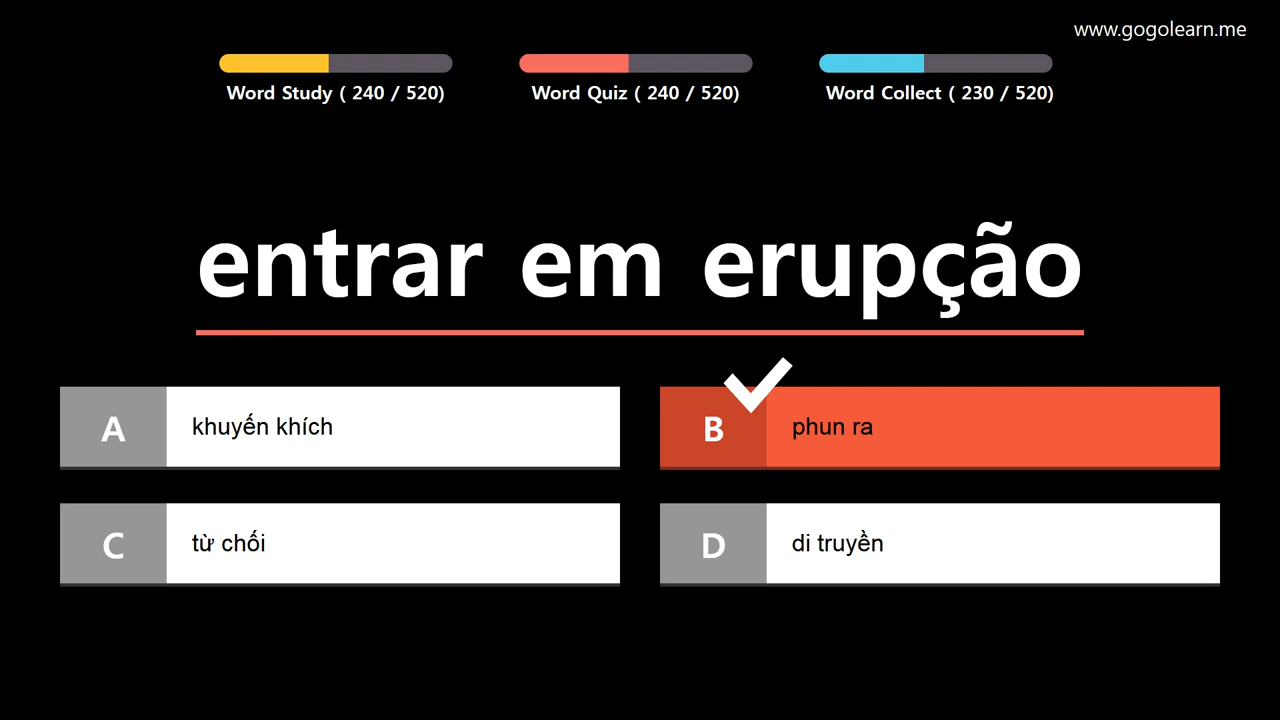 www.gogolearn.me
Word Study ( 240 / 520)
Word Quiz ( 240 / 520)
Word Collect ( 230 / 520)
entrar em erupção
A khuyến khích
B phun ra
C từ chối
D di truyền